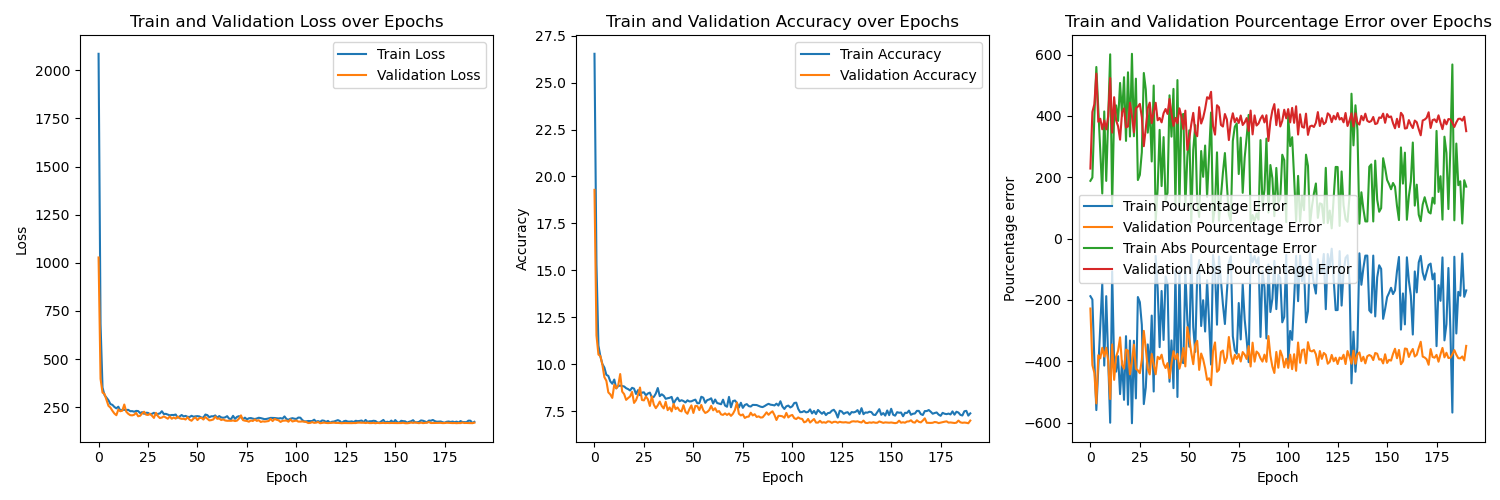 Train and Validation Loss over Epochs
Train Loss
Validation Loss
Loss
2000
1750
1500
1250
1000
750
500
250
0
25
50
75
100
125
150
175
Epoch
Train and Validation Accuracy over Epochs
Train Accuracy
Validation Accuracy
Accuracy
27.5
25.0
22.5
20.0
17.5
15.0
12.5
10.0
7.5
0
25
50
75
100
125
150
175
Epoch
Train and Validation Pourcentage Error over Epochs
Train Pourcentage Error
Validation Pourcentage Error
Train Abs Pourcentage Error
Validation Abs Pourcentage Error
Pourcentage error
600
400
200
0
−200
−400
−600
0
25
50
75
100
125
150
175
Epoch